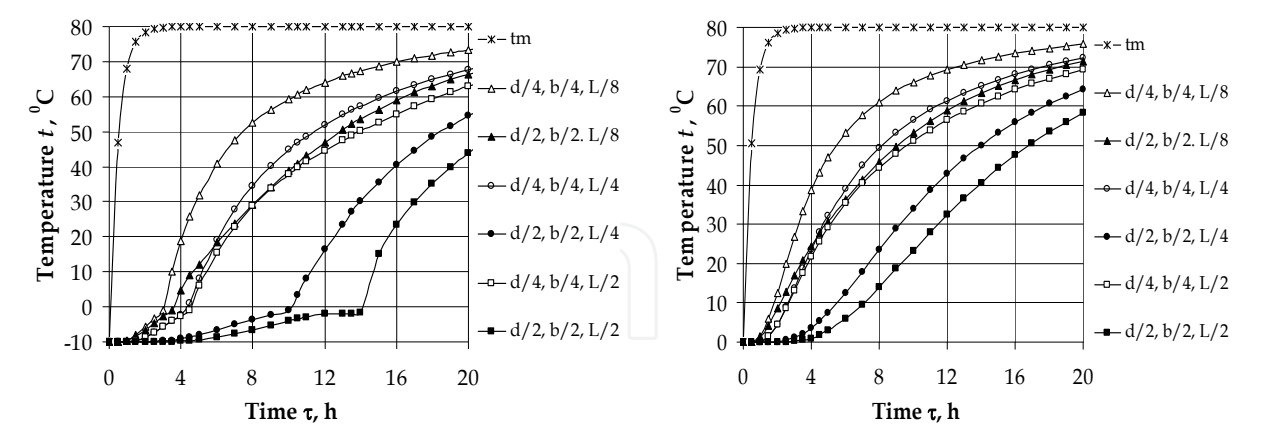 80
70
60
50
40
30
20
10
0
-10
Temperature t, ⁰C
0 4 8 12 16 20
Time τ, h
tm
d/4, b/4, L/8
d/2, b/2. L/8
d/4, b/4, L/4
d/2, b/2, L/4
d/4, b/4, L/2
d/2, b/2, L/2
80
70
60
50
40
30
20
10
0
Temperature t, ⁰C
0 4 8 12 16 20
Time τ, h
tm
d/4, b/4, L/8
d/2, b/2. L/8
d/4, b/4, L/4
d/2, b/2, L/4
d/4, b/4, L/2
d/2, b/2, L/2